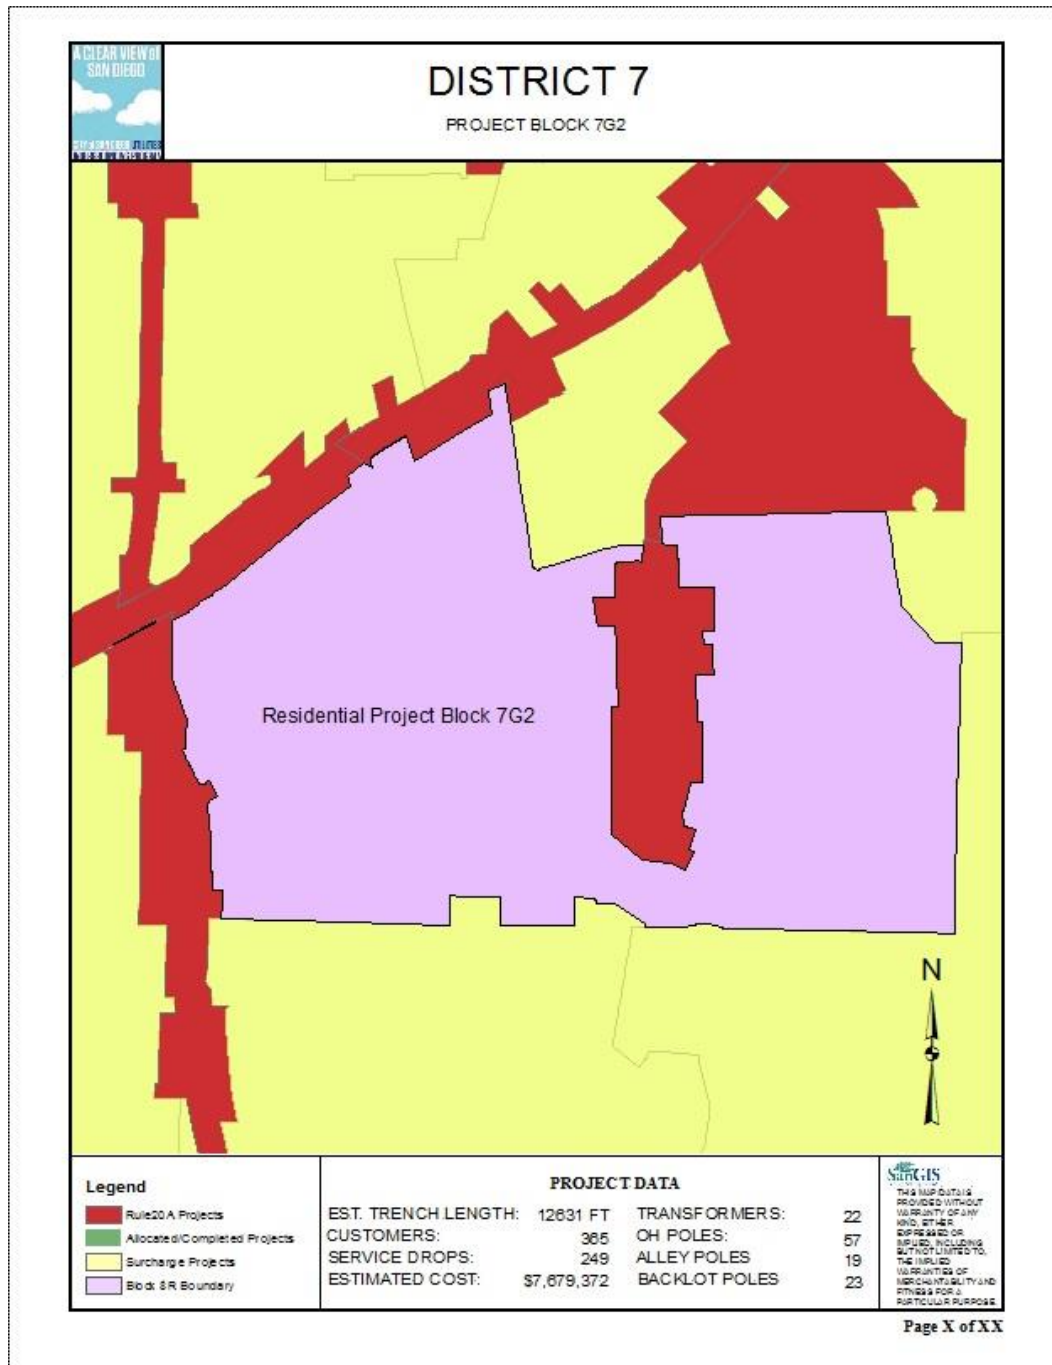 A CLEAR VIEW of
SAN DIEGO
DISTRICT 7
PROJECT BLOCK 7G2
Residential Project Block 7G2
N
Legend
Rule20A Projects
Allocated/Completed Projects
Surcharge Projects
Block SR Boundary
PROJECT DATA
EST. TRENCH LENGTH: 12631 FT TRANSFORMERS: 22
CUSTOMERS: 365 OH POLES: 57
SERVICE DROPS: 249 ALLEY POLES 19
ESTIMATED COST: $7,679,372 BACKLOT POLES 23
SanGIS
THIS MAP/DATA IS
PROVIDED WITHOUT
WARRANTY OF ANY
KIND, EITHER
EXPRESSED OR
IMPLIED, INCLUDING
BUT NOT LIMITED TO,
THE IMPLIED
WARRANTIES OF
MERCHANTABILITY AND
FITNESS FOR A
PARTICULAR PURPOSE.
Page X of XX